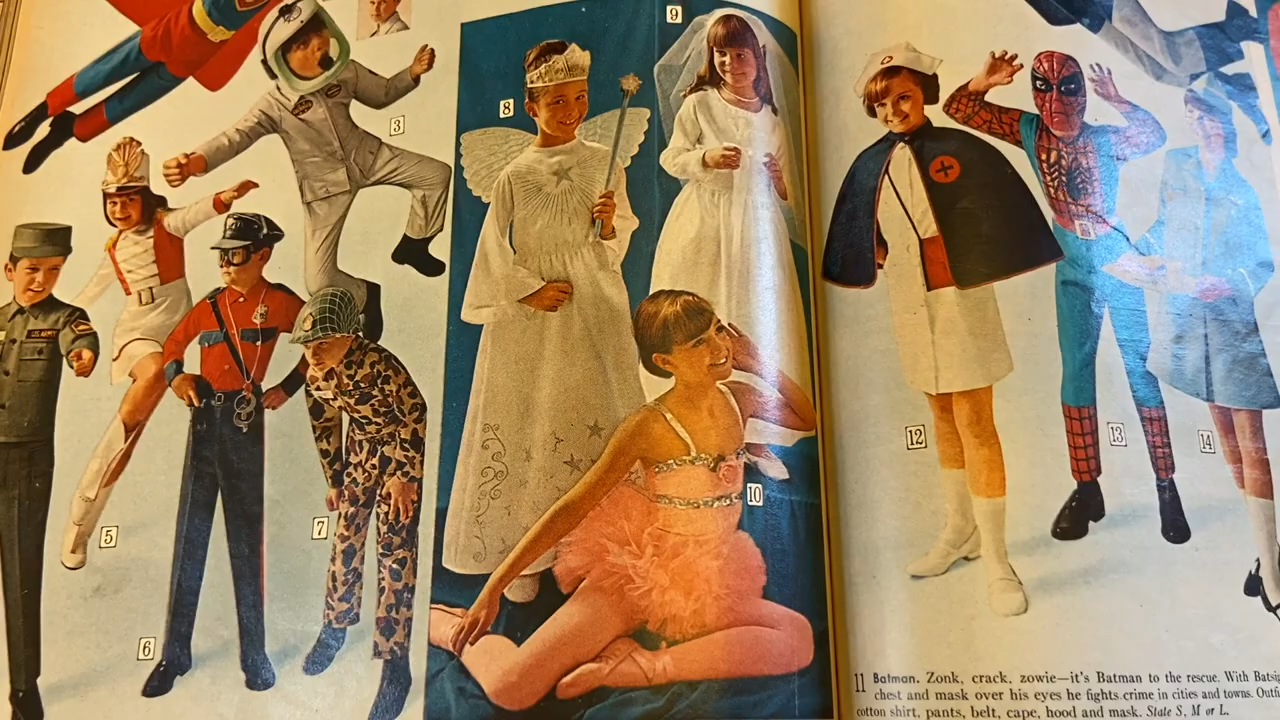 3
9
8
US ARMY
5
7
6
10
12
13
14
11 Batman. Zonk, crack, zowie—it's Batman to the rescue. With
chest and mask over his eyes he fights crime in cities and towns.
cotton shirt, pants, belt, cape, hood and mask. State S, M or L.